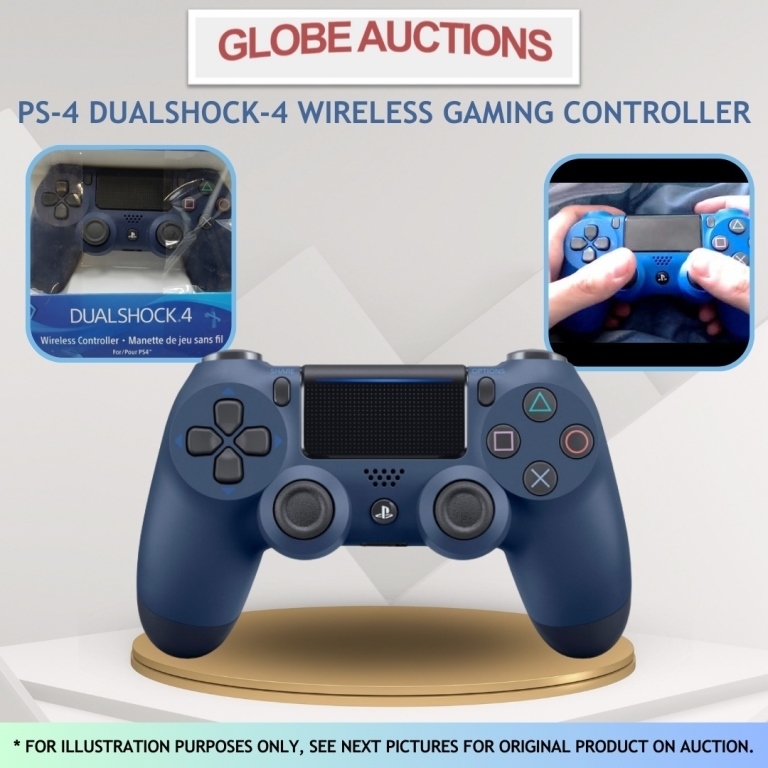 GLOBE AUCTIONS
PS-4 DUALSHOCK-4 WIRELESS GAMING CONTROLLER
DUALSHOCK.4
Wireless Controller • Manette de jeu sans fil
For/Pour PS4™
* FOR ILLUSTRATION PURPOSES ONLY, SEE NEXT PICTURES FOR ORIGINAL PRODUCT ON AUCTION.